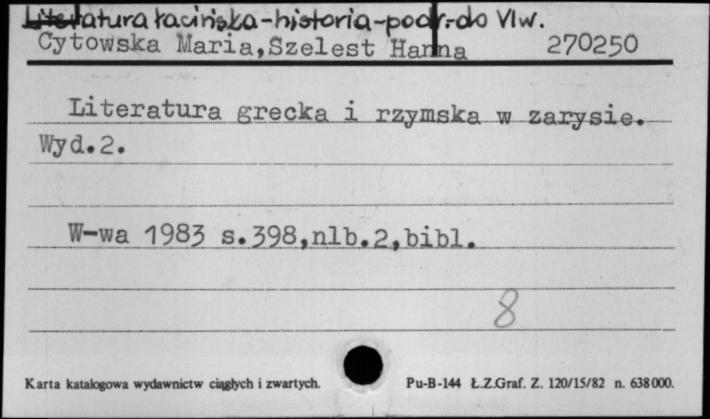 Literatura łacińska-historia-podr.-do VIw.
Cytowska Maria,Szelest Hanna 270250
Literatura grecka i rzymska w zarysie.
Wyd.2.
W-wa 1983 s.398,nlb.2,bibl.
8
Karta katalogowa wydawnictw ciągłych i zwartych. Pu-B-144 Ł.Z.Graf. Z. 120/15/82 n. 638000.